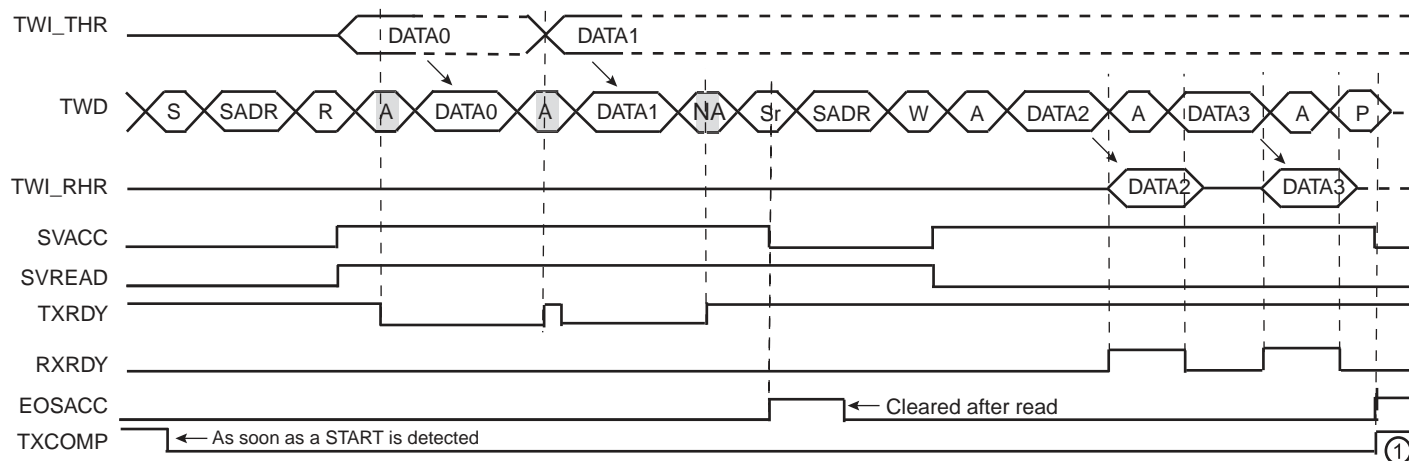 TWI_THR DATA0 DATA1
TWD S SADR R A DATA0 A DATA1 NA Sr SADR W A DATA2 A DATA3 A P
TWI_RHR DATA2 DATA3
SVACC
SVREAD
TXRDY
RXRDY
EOSACC Cleared after read
TXCOMP As soon as a START is detected 1